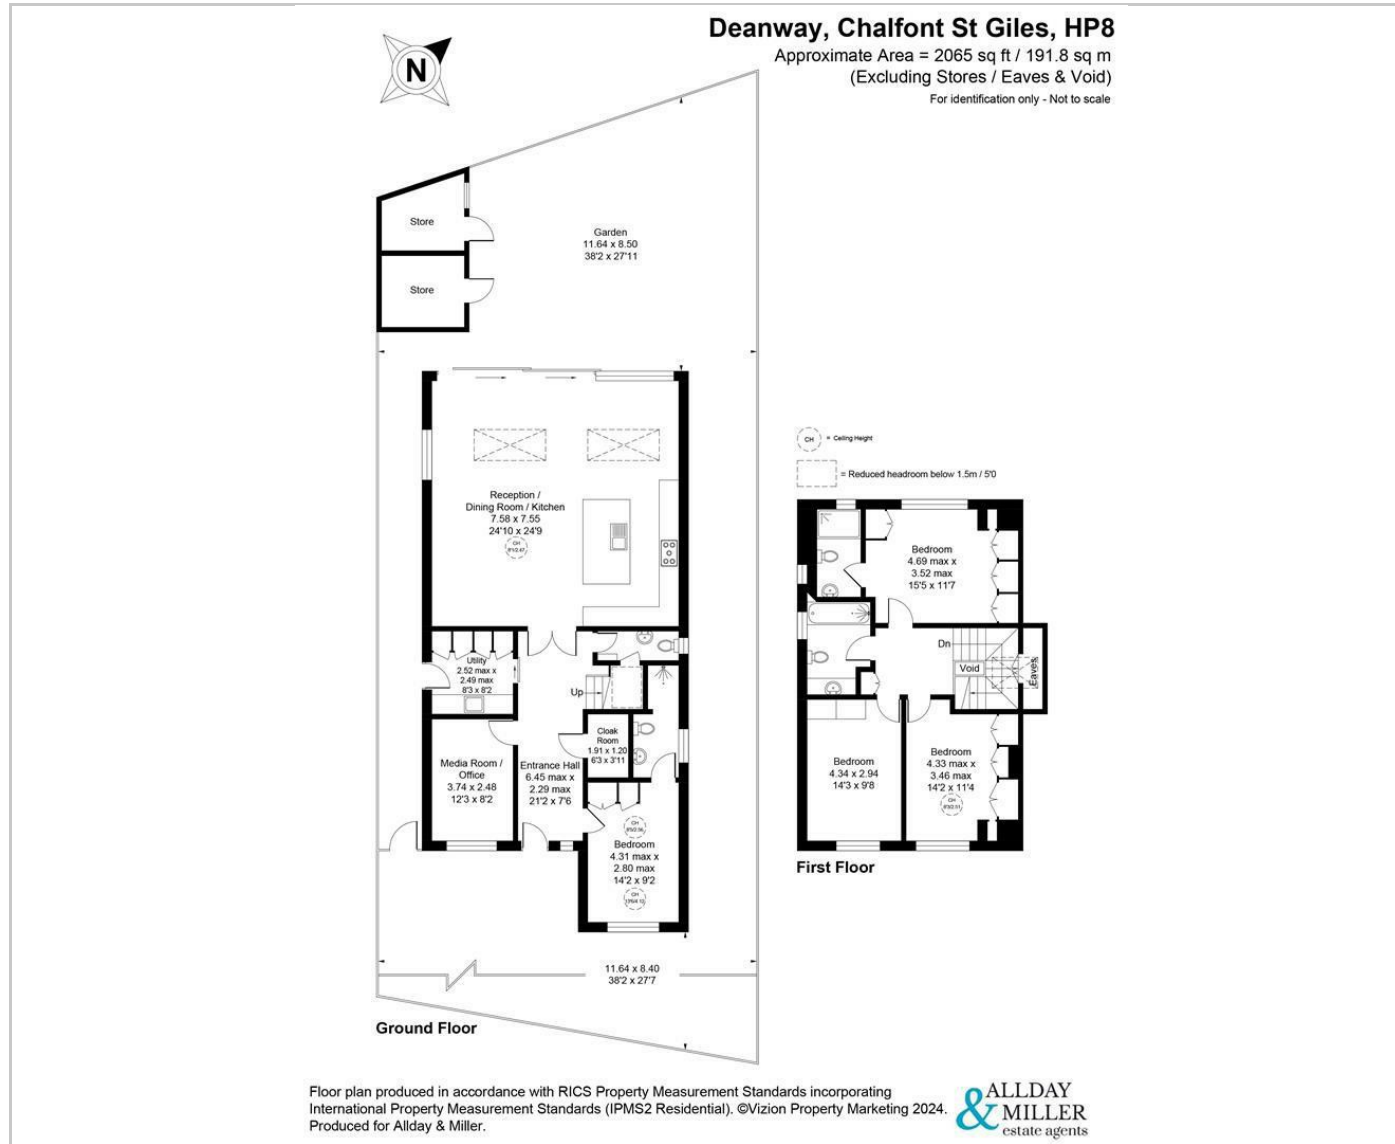 Deanway, Chalfont St Giles, HP8
Approximate Area = 2065 sq ft / 191.8 sq m
(Excluding Stores / Eaves & Void)
For identification only - Not to scale
N
Store
Store
Garden
11.64 x 8.50
38'2 x 27'11
Reception /
Dining Room / Kitchen
7.58 x 7.55
24'10 x 24'9
CH
8'1/2.47
Utility
2.52 max x
2.49 max
8'3 x 8'2
Up
Cloak
Room
1.91 x 1.20
6'3 x 3'11
Media Room /
Office
3.74 x 2.48
12'3 x 8'2
Entrance Hall
6.45 max x
2.29 max
21'2 x 7'6
CH
Bedroom
4.31 max x
2.80 max
14'2 x 9'2
CH
11.64 x 8.40
38'2 x 27'7
Ground Floor
CH = Ceiling Height
= Reduced headroom below 1.5m / 5'0
Bedroom
4.69 max x
3.52 max
15'5 x 11'7
Dn
Void
Eaves
Bedroom
4.34 x 2.94
14'3 x 9'8
Bedroom
4.33 max x
3.46 max
14'2 x 11'4
CH
First Floor
Floor plan produced in accordance with RICS Property Measurement Standards incorporating
International Property Measurement Standards (IPMS2 Residential). ©Vizion Property Marketing 2024.
Produced for Allday & Miller.
ALLDAY
& MILLER
estate agents